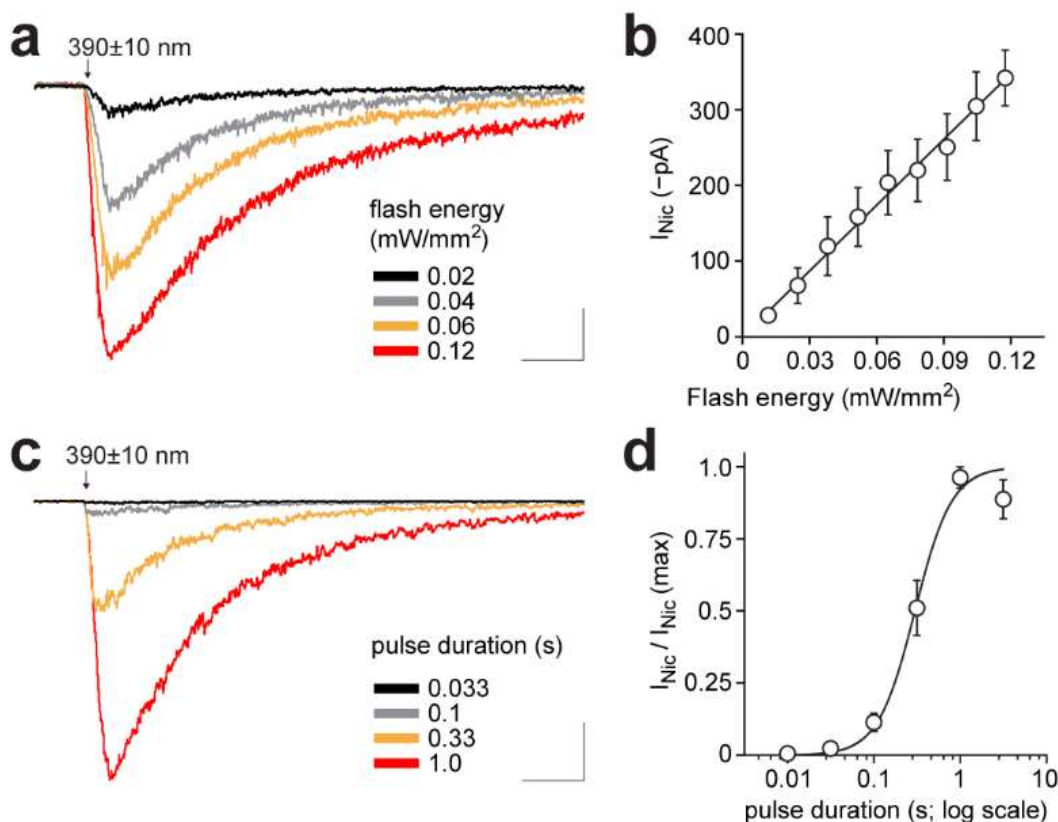 a
390±10 nm
flash energy
(mW/mm²)
0.02
0.04
0.06
0.12
b
I_Nic (−pA)
400
300
200
100
0
0
0.03
0.06
0.09
0.12
Flash energy (mW/mm²)
c
390±10 nm
pulse duration (s)
0.033
0.1
0.33
1.0
d
I_Nic / I_Nic (max)
1.0
0.75
0.5
0.25
0
0.01
0.1
1
10
pulse duration (s; log scale)